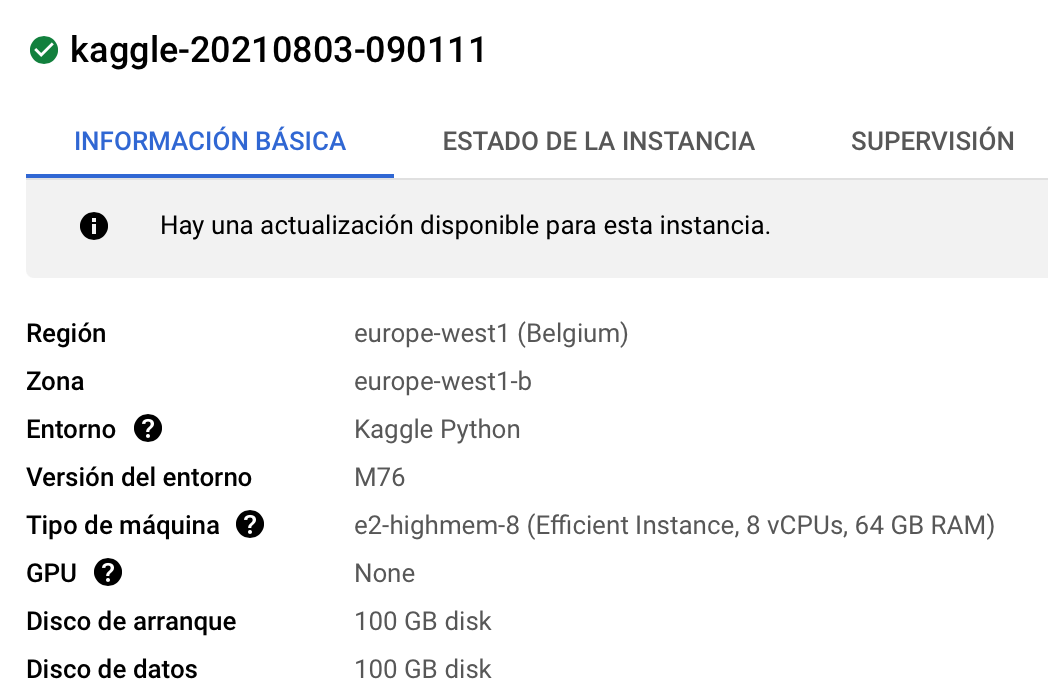 kaggle-20210803-090111
INFORMACIÓN BÁSICA ESTADO DE LA INSTANCIA SUPERVISIÓN
Hay una actualización disponible para esta instancia.
Región europe-west1 (Belgium)
Zona europe-west1-b
Entorno Kaggle Python
Versión del entorno M76
Tipo de máquina e2-highmem-8 (Efficient Instance, 8 vCPUs, 64 GB RAM)
GPU None
Disco de arranque 100 GB disk
Disco de datos 100 GB disk